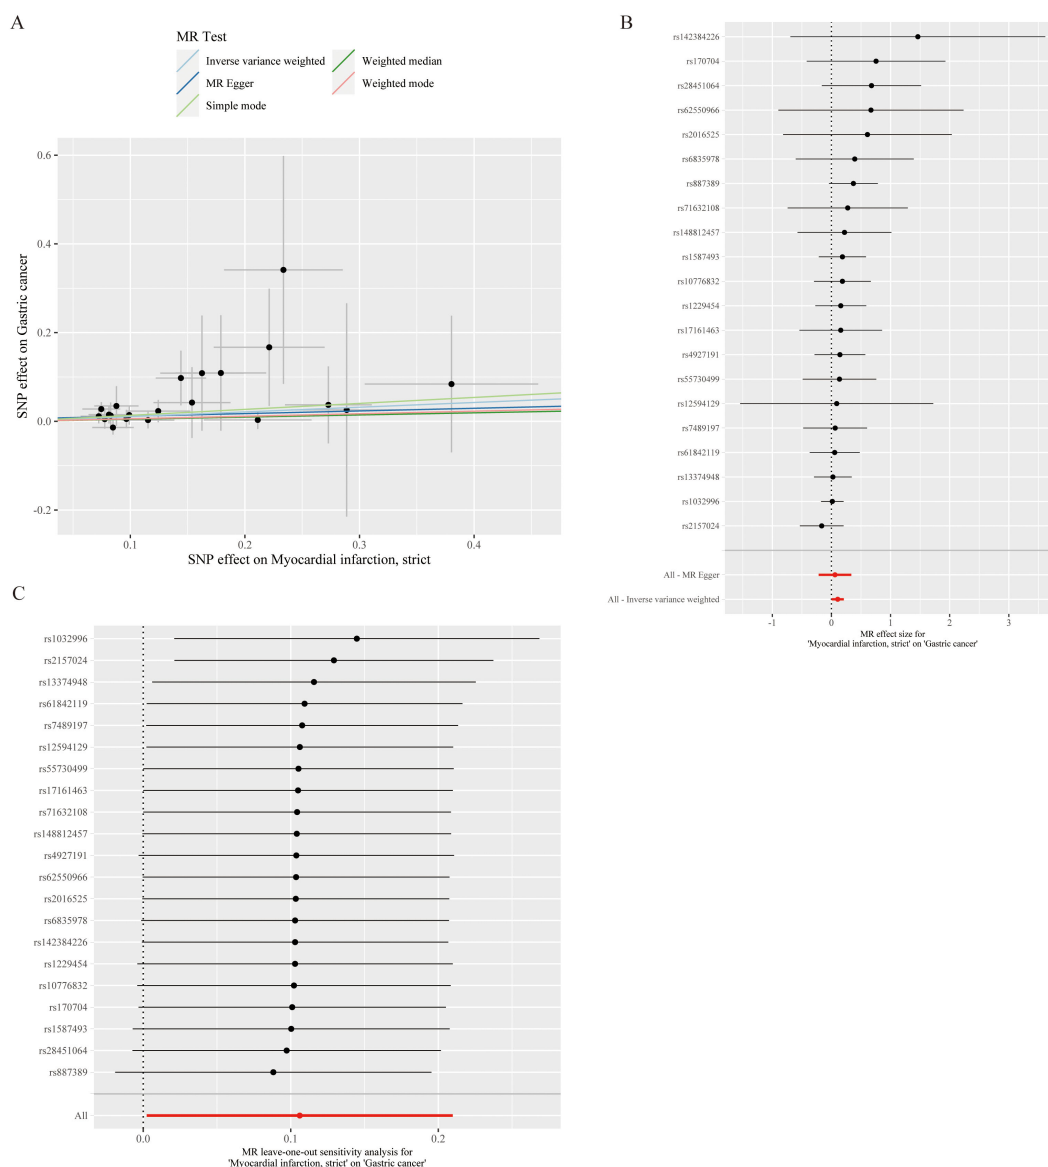 A
MR Test
Inverse variance weighted
Weighted median
MR Egger
Weighted mode
Simple mode
SNP effect on Gastric cancer
0.6
0.4
0.2
0.0
-0.2
0.1
0.2
0.3
0.4
SNP effect on Myocardial infarction, strict
B
rs142384226
rs170704
rs28451064
rs62550966
rs2016525
rs6835978
rs887389
rs71632108
rs148812457
rs1587493
rs10776832
rs1229454
rs17161463
rs4927191
rs55730499
rs12594129
rs7489197
rs61842119
rs13374948
rs1032996
rs2157024
All - MR Egger
All - Inverse variance weighted
-1
0
1
2
3
MR effect size for
'Myocardial infarction, strict' on 'Gastric cancer'
C
rs1032996
rs2157024
rs13374948
rs61842119
rs7489197
rs12594129
rs55730499
rs17161463
rs71632108
rs148812457
rs4927191
rs62550966
rs2016525
rs6835978
rs142384226
rs1229454
rs10776832
rs170704
rs1587493
rs28451064
rs887389
All
0.0
0.1
0.2
MR leave-one-out sensitivity analysis for
'Myocardial infarction, strict' on 'Gastric cancer'